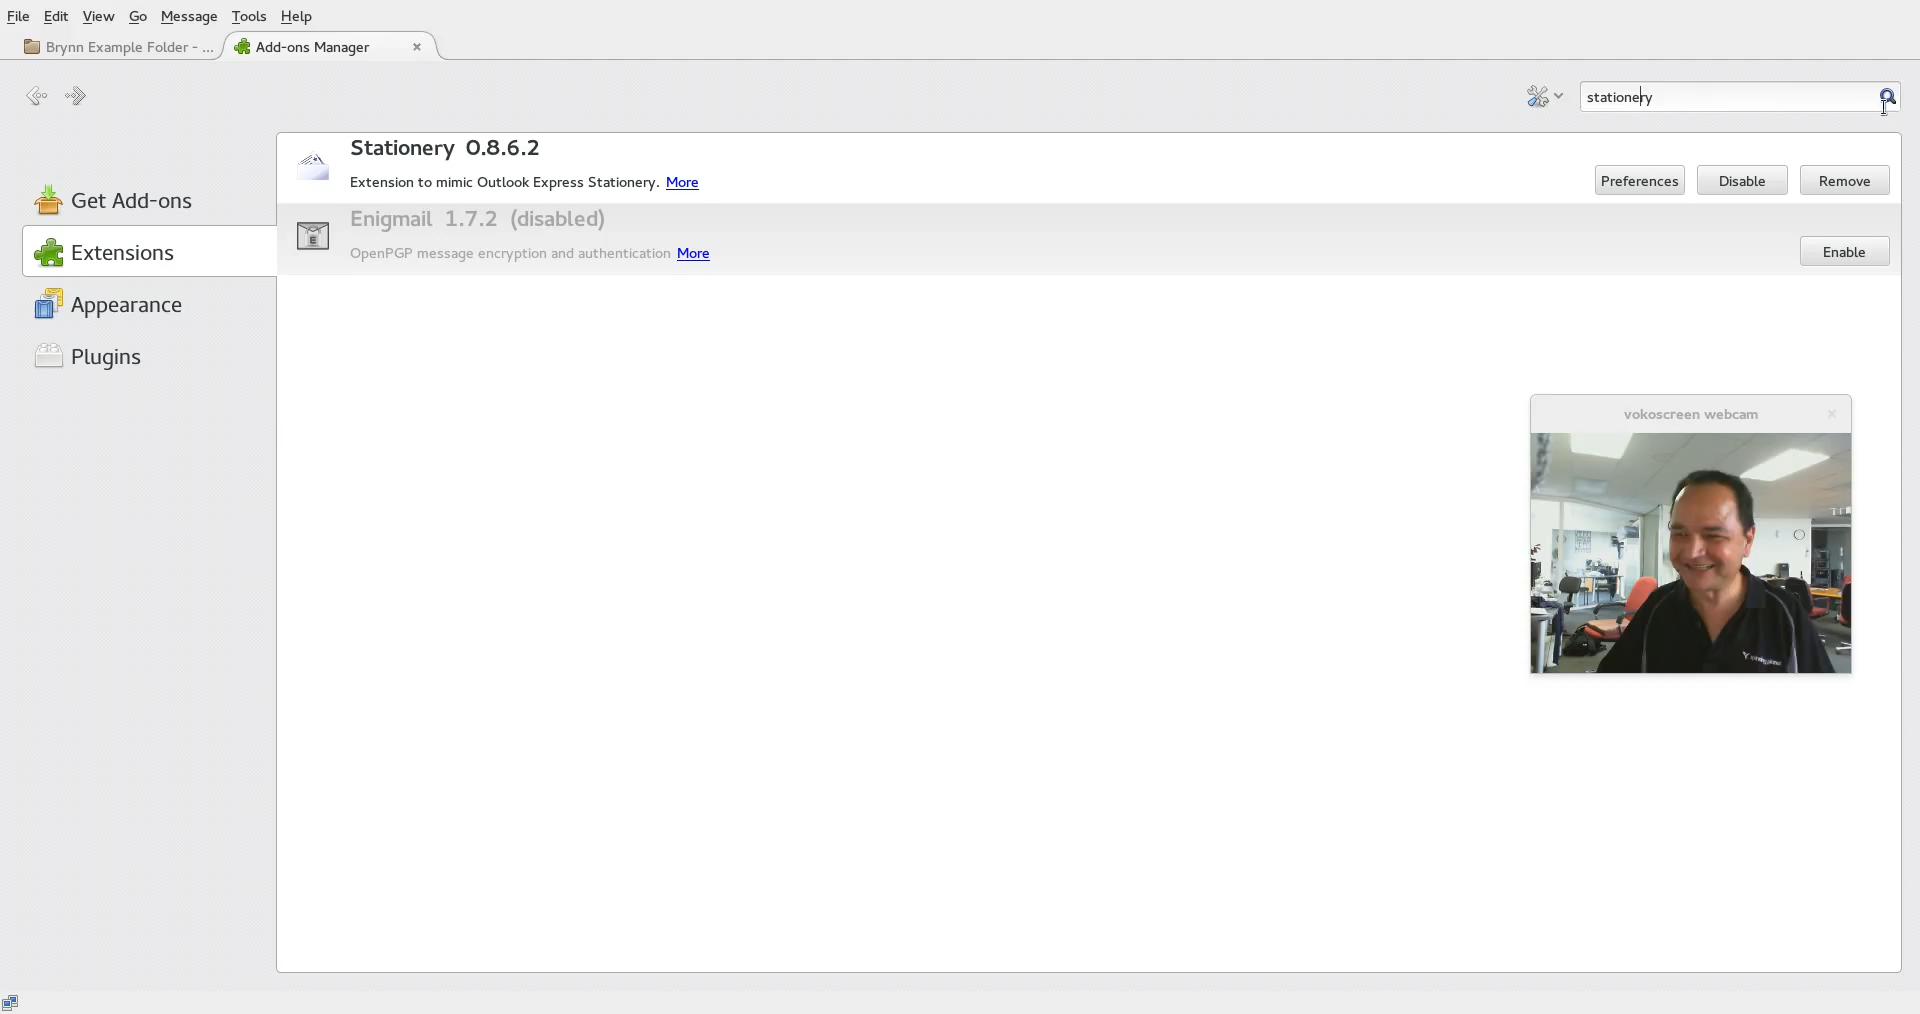 File Edit View Go Message Tools Help
Brynn Example Folder - ...
Add-ons Manager
stationery
Stationery 0.8.6.2
Extension to mimic Outlook Express Stationery. More
Preferences
Disable
Remove
Get Add-ons
Enigmail 1.7.2 (disabled)
OpenPGP message encryption and authentication More
Enable
Extensions
Appearance
Plugins
vokoscreen webcam